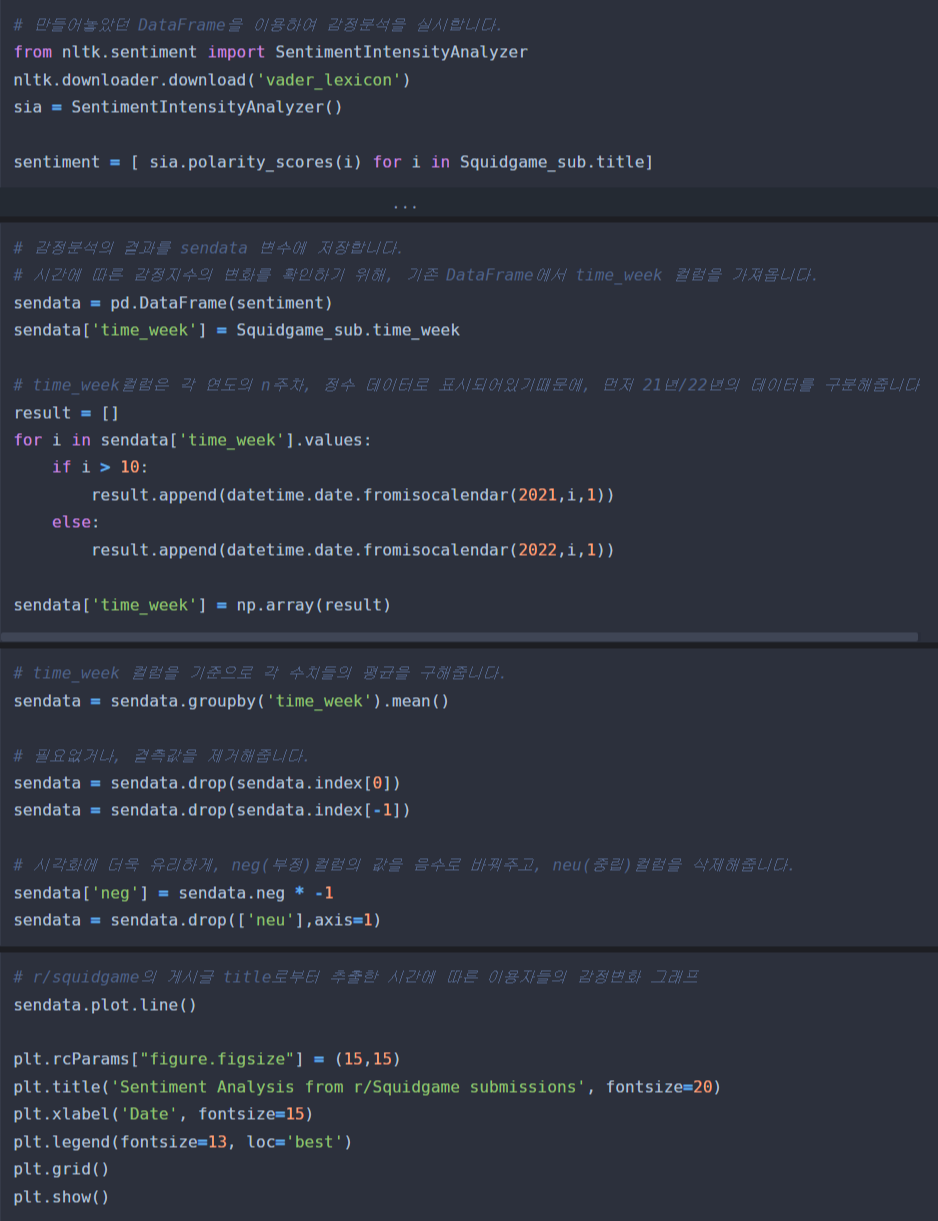 # 만들어놓았던 DataFrame을 이용하여 감정분석을 실시합니다.
from nltk.sentiment import SentimentIntensityAnalyzer
nltk.downloader.download('vader_lexicon')
sia = SentimentIntensityAnalyzer()
sentiment = [ sia.polarity_scores(i) for i in Squidgame_sub.title]
...
# 감정분석의 결과를 sendata 변수에 저장합니다.
# 시간에 따른 감정지수의 변화를 확인하기 위해, 기존 DataFrame에서 time_week 컬럼을 가져옵니다.
sendata = pd.DataFrame(sentiment)
sendata['time_week'] = Squidgame_sub.time_week
# time_week컬럼은 각 연도의 n주차, 정수 데이터로 표시되어있기때문에, 먼저 21년/22년의 데이터를 구분해줍니다
result = []
for i in sendata['time_week'].values:
    if i > 10:
        result.append(datetime.date.fromisocalendar(2021,i,1))
    else:
        result.append(datetime.date.fromisocalendar(2022,i,1))
sendata['time_week'] = np.array(result)
# time_week 컬럼을 기준으로 각 수치들의 평균을 구해줍니다.
sendata = sendata.groupby('time_week').mean()
# 필요없거나, 결측값을 제거해줍니다.
sendata = sendata.drop(sendata.index[0])
sendata = sendata.drop(sendata.index[-1])
# 시각화에 더욱 유리하게, neg(부정)컬럼의 값을 음수로 바꿔주고, neu(중립)컬럼을 삭제해줍니다.
sendata['neg'] = sendata.neg * -1
sendata = sendata.drop(['neu'],axis=1)
# r/squidgame의 게시글 title로부터 추출한 시간에 따른 이용자들의 감정변화 그래프
sendata.plot.line()
plt.rcParams["figure.figsize"] = (15,15)
plt.title('Sentiment Analysis from r/Squidgame submissions', fontsize=20)
plt.xlabel('Date', fontsize=15)
plt.legend(fontsize=13, loc='best')
plt.grid()
plt.show()